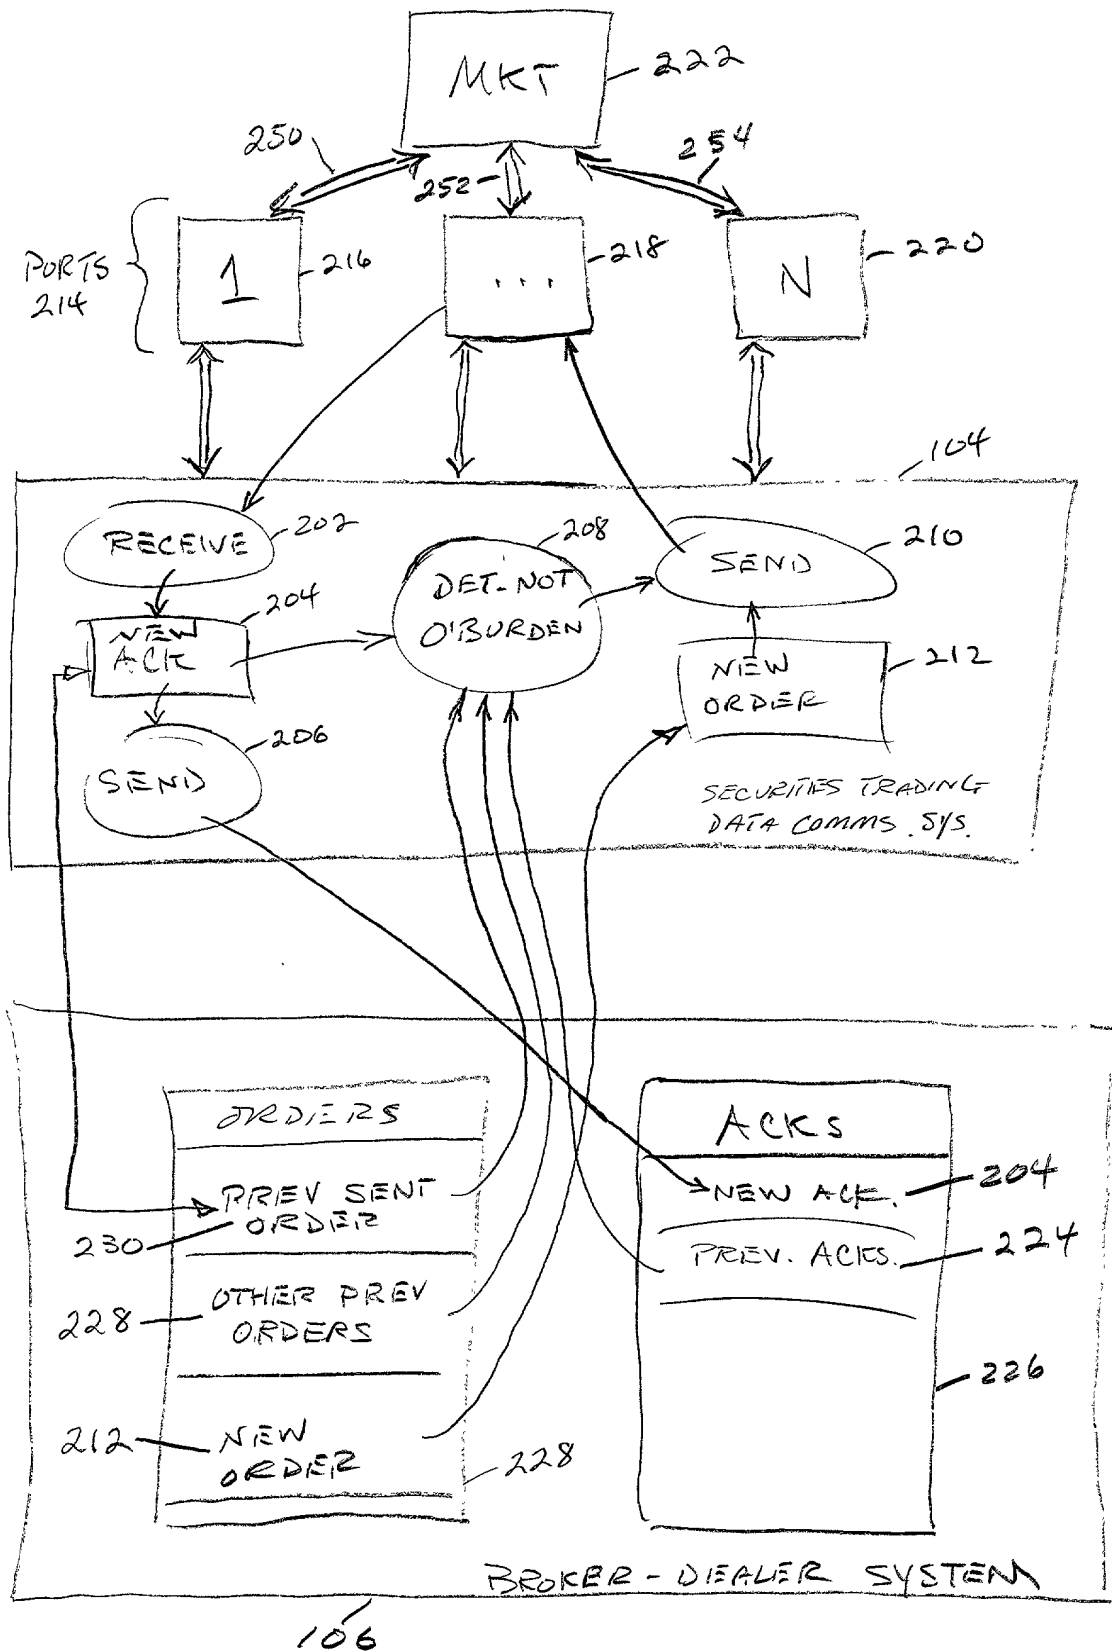 MKT
222
250
252
254
PORTS
214
1
216
...
218
N
220
104
RECEIVE
202
208
DET-NOT
O'BURDEN
SEND
210
204
NEW
ACK
NEW
ORDER
212
206
SEND
SECURITIES TRADING
DATA COMMS. SYS.
ORDERS
ACKS
PREV SENT
ORDER
230
NEW ACK.
204
PREV. ACKS.
224
OTHER PREV
ORDERS
228
226
212
NEW
ORDER
228
BROKER-DEALER SYSTEM
106